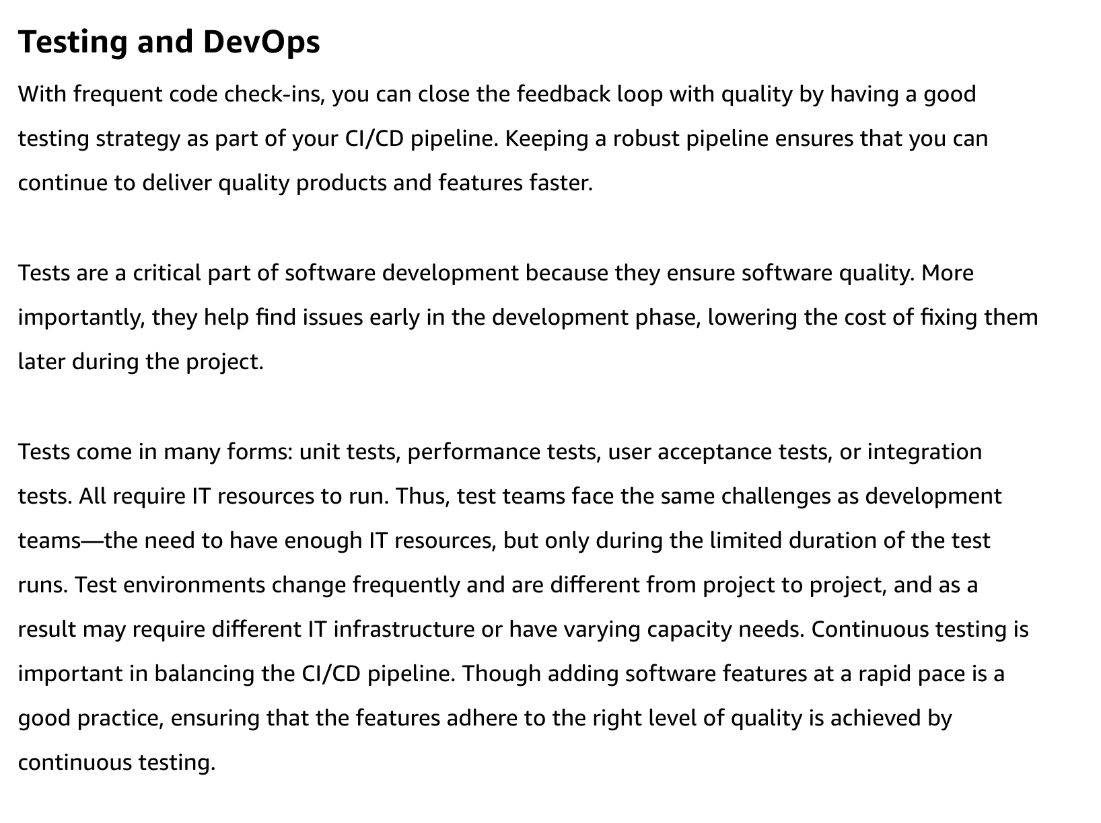 Testing and DevOps
With frequent code check-ins, you can close the feedback loop with quality by having a good
testing strategy as part of your CI/CD pipeline. Keeping a robust pipeline ensures that you can
continue to deliver quality products and features faster.
Tests are a critical part of software development because they ensure software quality. More
importantly, they help find issues early in the development phase, lowering the cost of fixing them
later during the project.
Tests come in many forms: unit tests, performance tests, user acceptance tests, or integration
tests. All require IT resources to run. Thus, test teams face the same challenges as development
teams—the need to have enough IT resources, but only during the limited duration of the test
runs. Test environments change frequently and are different from project to project, and as a
result may require different IT infrastructure or have varying capacity needs. Continuous testing is
important in balancing the CI/CD pipeline. Though adding software features at a rapid pace is a
good practice, ensuring that the features adhere to the right level of quality is achieved by
continuous testing.